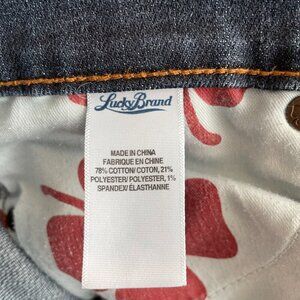 Lucky Brand
MADE IN CHINA
FABRIQUE EN CHINE
78% COTTON/ COTON, 21%
POLYESTER/ POLYESTER, 1%
SPANDEX/ ÉLASTHANNE